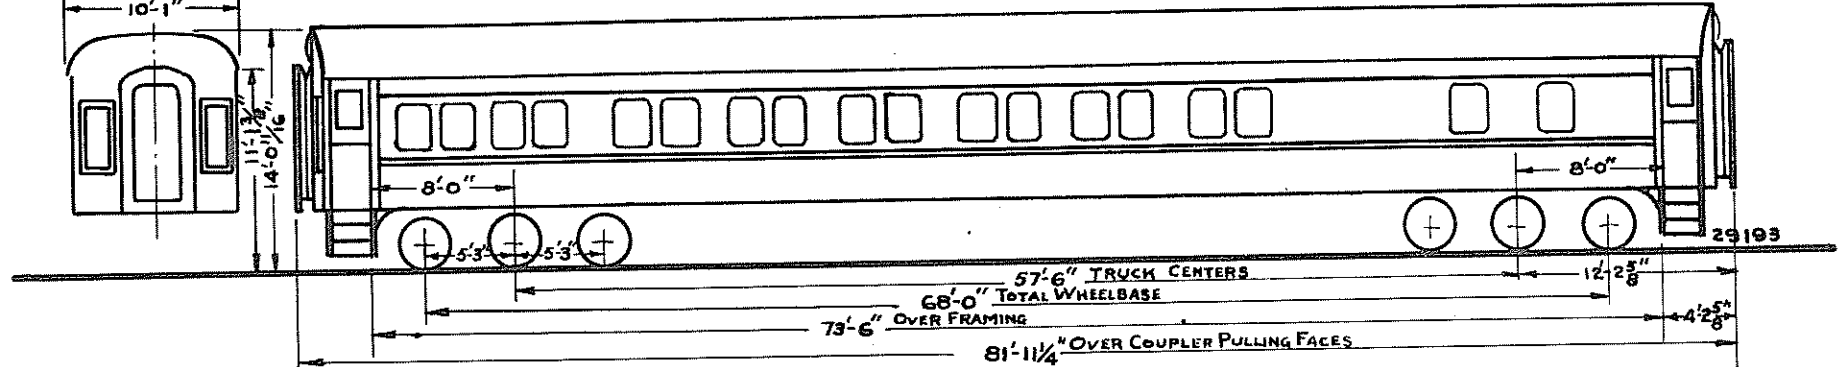 10'-1"
11'-1 3/8"
14'-0 1/16"
8'-0"
8'-0"
5'-3"
5'-3"
29193
57'-6" TRUCK CENTERS
12'-2 5/8"
68'-0" TOTAL WHEELBASE
73'-6" OVER FRAMING
4'-2 5/8"
81'-11 1/4" OVER COUPLER PULLING FACES